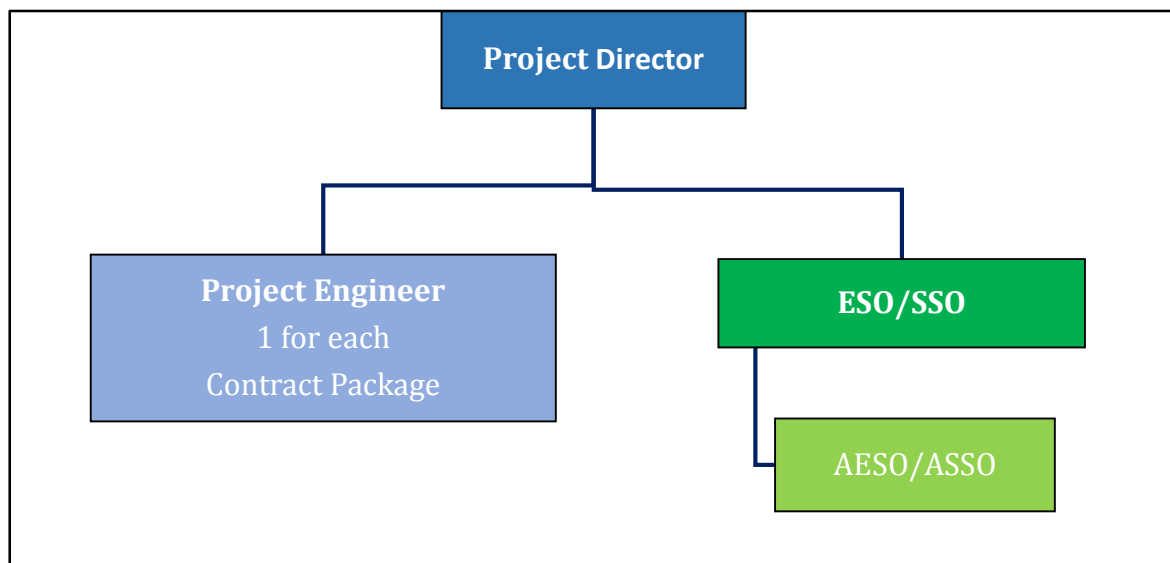 Project Director
Project Engineer
1 for each
Contract Package
ESO/SSO
AESO/ASSO